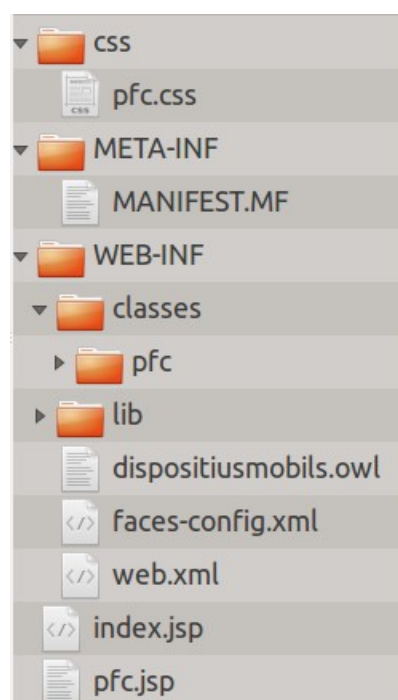 css
pfc.css
META-INF
MANIFEST.MF
WEB-INF
classes
pfc
lib
dispositiusmobils.owl
faces-config.xml
web.xml
index.jsp
pfc.jsp